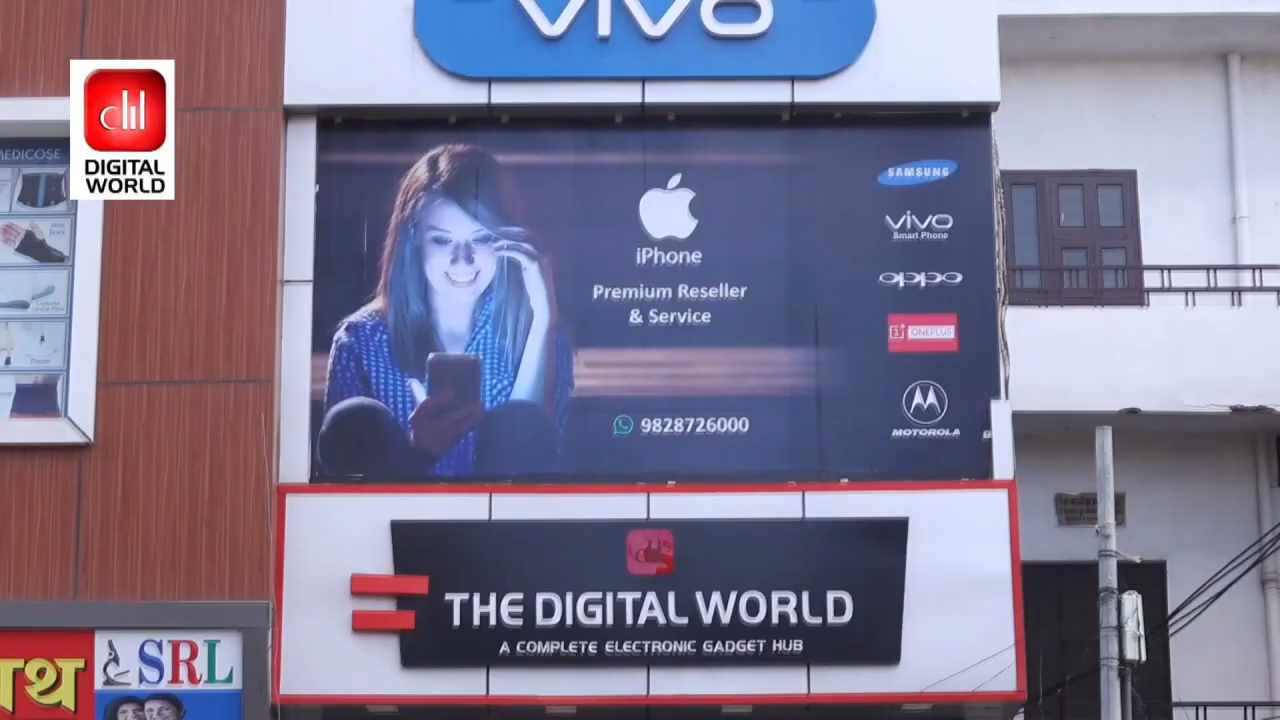 vivo
DIGITAL
WORLD
MEDICOSE
iPhone
Premium Reseller
& Service
9828726000
SAMSUNG
vivo
Smart Phone
oppo
ONEPLUS
MOTOROLA
THE DIGITAL WORLD
A COMPLETE ELECTRONIC GADGET HUB
SRL